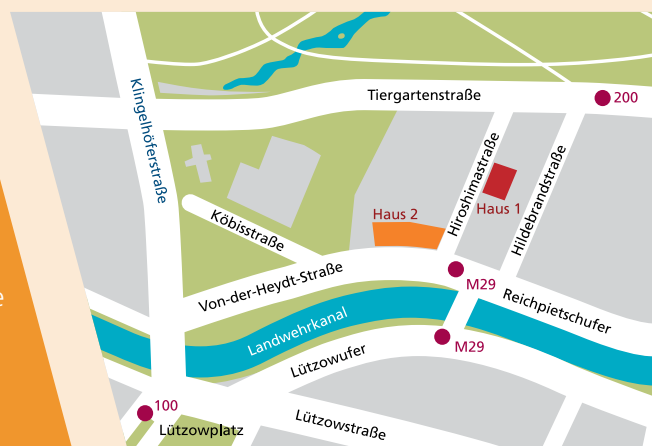 Tiergartenstraße
200
Klingelhöferstraße
Hiroshimastraße
Hildebrandstraße
Haus 1
Haus 2
Köbisstraße
Von-der-Heydt-Straße
M29
Reichpietschufer
Landwehrkanal
M29
Lützowufer
100
Lützowplatz
Lützowstraße